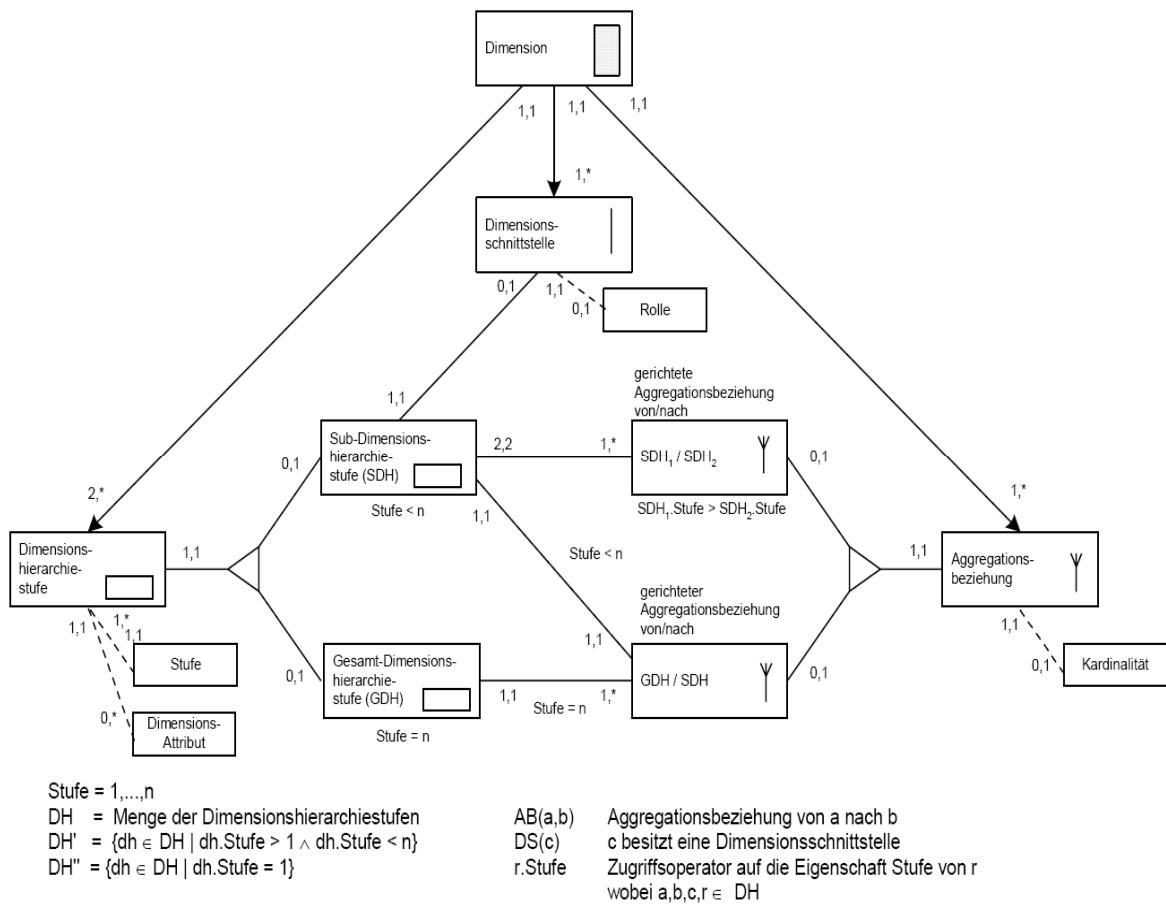 Dimension
1,1
1,1
1,1
1,*
Dimensions-
schnittstelle
0,1
1,1
0,1
Rolle
gerichtete
Aggregationsbeziehung
von/nach
1,1
Sub-Dimensions-
hierarchie-
stufe (SDH)
0,1
2,2
1,*
SDH₁ / SDH₂
0,1
2,*
1,*
Stufe < n
SDH₁.Stufe > SDH₂.Stufe
1,1
Dimensions-
hierarchie-
stufe
1,1
Stufe < n
1,1
Aggregations-
beziehung
gerichteter
Aggregationsbeziehung
von/nach
1,1
1,*
1,1
1,1
1,1
Stufe
0,1
Gesamt-Dimensions-
hierarchie-
stufe (GDH)
1,1
1,*
GDH / SDH
0,1
0,1
Kardinalität
Stufe = n
0,*
Dimensions-
Attribut
Stufe = n
Stufe = 1,...,n
DH = Menge der Dimensionshierarchiestufen
DH' = {dh ∈ DH | dh.Stufe > 1 ∧ dh.Stufe < n}
DH" = {dh ∈ DH | dh.Stufe = 1}
AB(a,b) Aggregationsbeziehung von a nach b
DS(c) c besitzt eine Dimensionsschnittstelle
r.Stufe Zugriffsoperator auf die Eigenschaft Stufe von r
wobei a,b,c,r ∈ DH